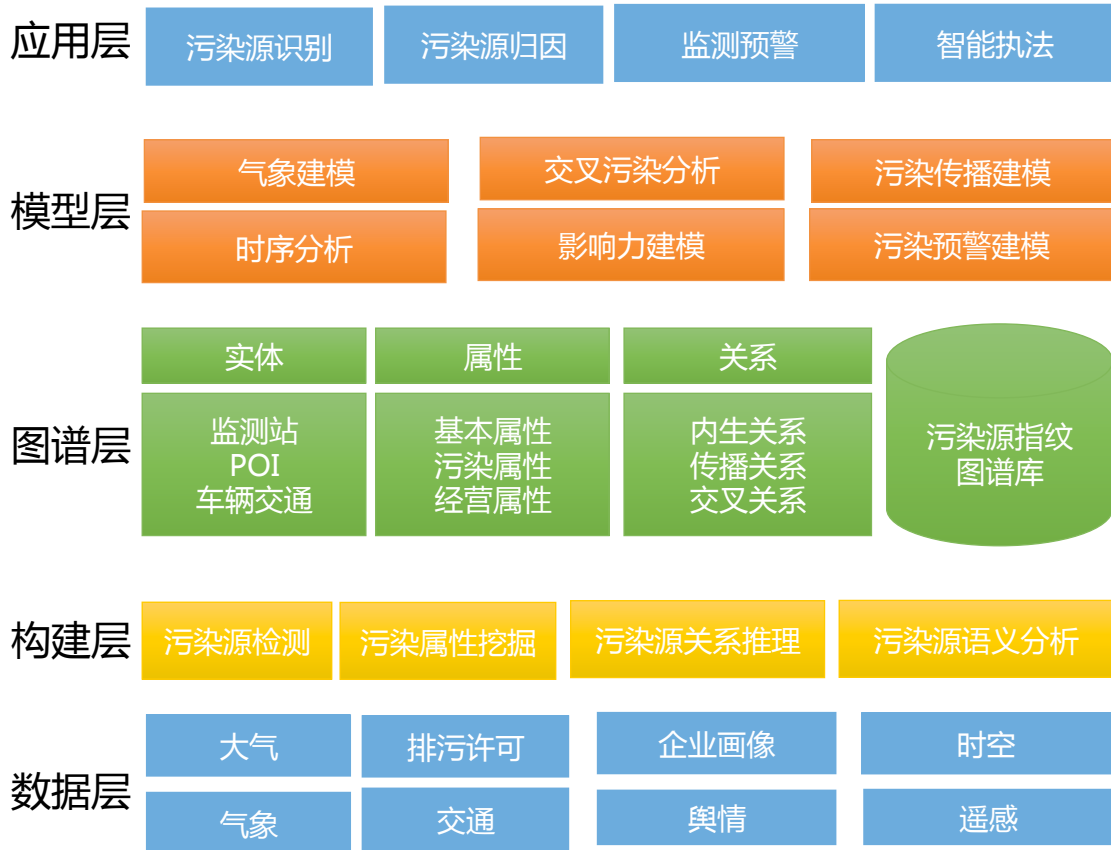 应用层
污染源识别
污染源归因
监测预警
智能执法
模型层
气象建模
交叉污染分析
污染传播建模
时序分析
影响力建模
污染预警建模
图谱层
实体
属性
关系
监测站
POI
车辆交通
基本属性
污染属性
经营属性
内生关系
传播关系
交叉关系
污染源指纹
图谱库
构建层
污染源检测
污染属性挖掘
污染源关系推理
污染源语义分析
数据层
大气
排污许可
企业画像
时空
气象
交通
舆情
遥感